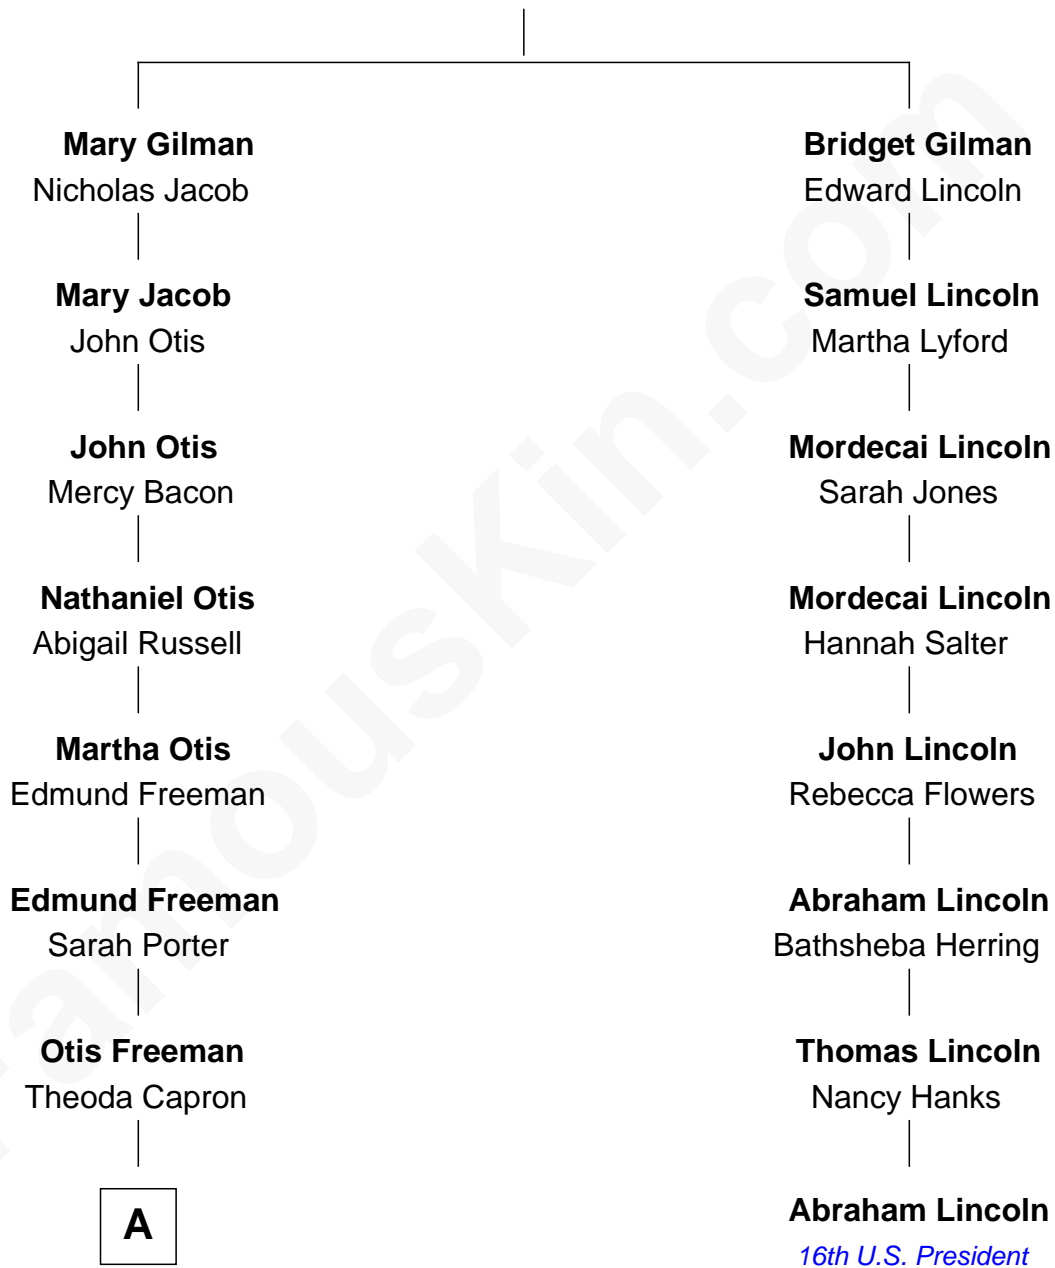 Mary Gilman
Nicholas Jacob
Mary Jacob
John Otis
John Otis
Mercy Bacon
Nathaniel Otis
Abigail Russell
Martha Otis
Edmund Freeman
Edmund Freeman
Sarah Porter
Otis Freeman
Theoda Capron
A
Bridget Gilman
Edward Lincoln
Samuel Lincoln
Martha Lyford
Mordecai Lincoln
Sarah Jones
Mordecai Lincoln
Hannah Salter
John Lincoln
Rebecca Flowers
Abraham Lincoln
Bathsheba Herring
Thomas Lincoln
Nancy Hanks
Abraham Lincoln
16th U.S. President
FamousKin.com